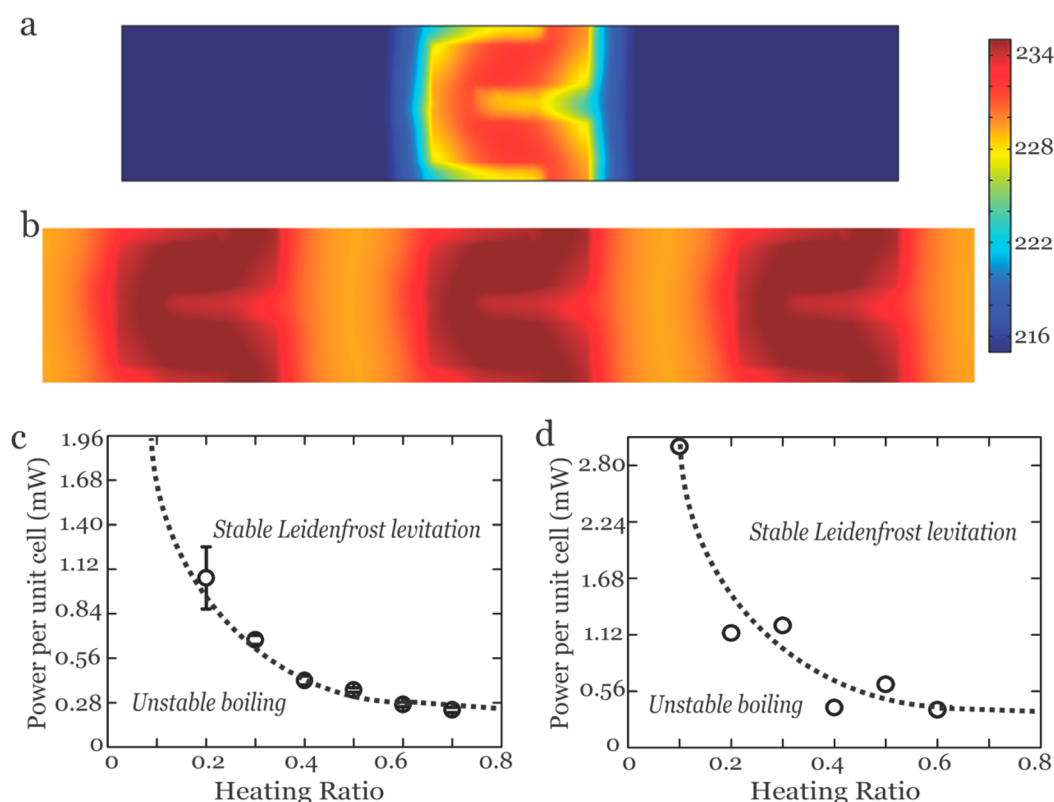 a
234
228
222
216
b
c
Power per unit cell (mW)
1.96
1.68
1.40
1.12
0.84
0.56
0.28
0
Stable Leidenfrost levitation
Unstable boiling
0 0.2 0.4 0.6 0.8
Heating Ratio
d
Power per unit cell (mW)
2.80
2.24
1.68
1.12
0.56
0
Stable Leidenfrost levitation
Unstable boiling
0 0.2 0.4 0.6 0.8
Heating Ratio